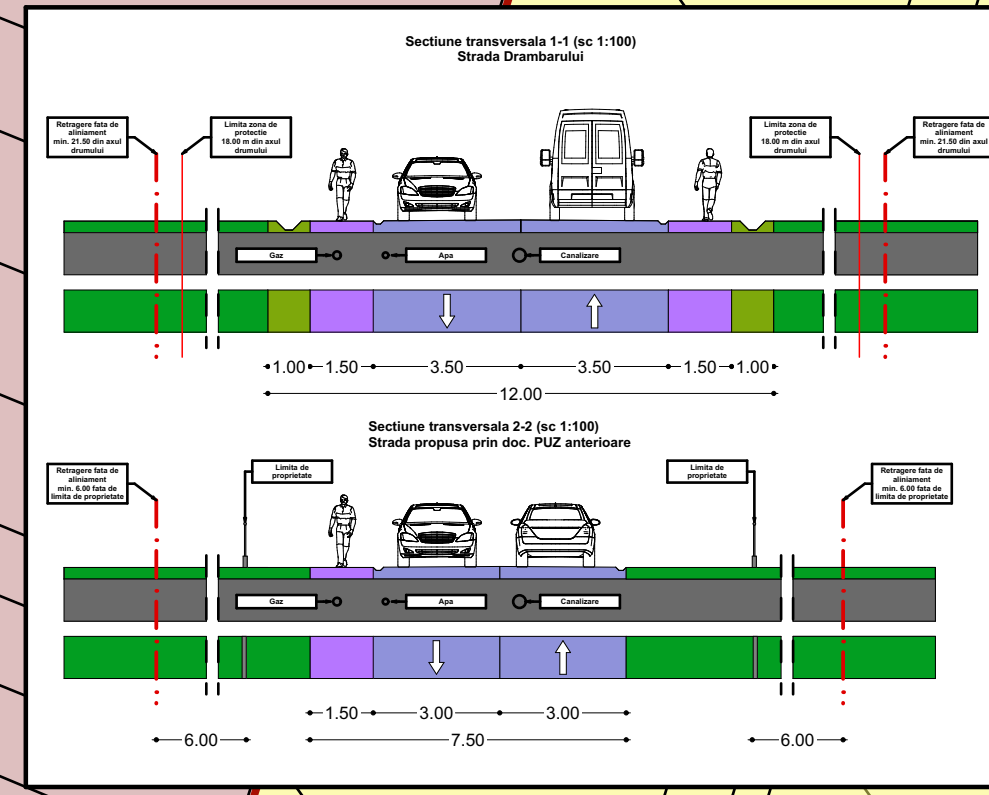 Sectiune transversala 1-1 (sc 1:100)
Strada Drambarului
Retragere fata de
aliniament
min. 21.50 din axul
drumului
Limita zona de
protectie
18.00 m din axul
drumului
Limita zona de
protectie
18.00 m din axul
drumului
Retragere fata de
aliniament
min. 21.50 din axul
drumului
Gaz
Apa
Canalizare
1.00 1.50 3.50 3.50 1.50 1.00
12.00
Sectiune transversala 2-2 (sc 1:100)
Strada propusa prin doc. PUZ anterioare
Retragere fata de
aliniament
min. 6.00 fata de
limita de proprietate
Limita de
proprietate
Limita de
proprietate
Retragere fata de
aliniament
min. 6.00 fata de
limita de proprietate
Gaz
Apa
Canalizare
1.50 3.00 3.00
6.00 7.50 6.00